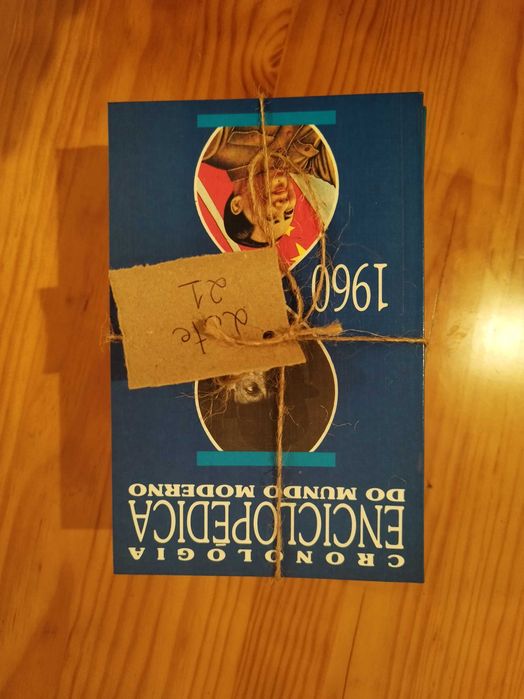 CRONOLOGIA
ENCICLOPÉDICA
DO MUNDO MODERNO
Lote
21
1960